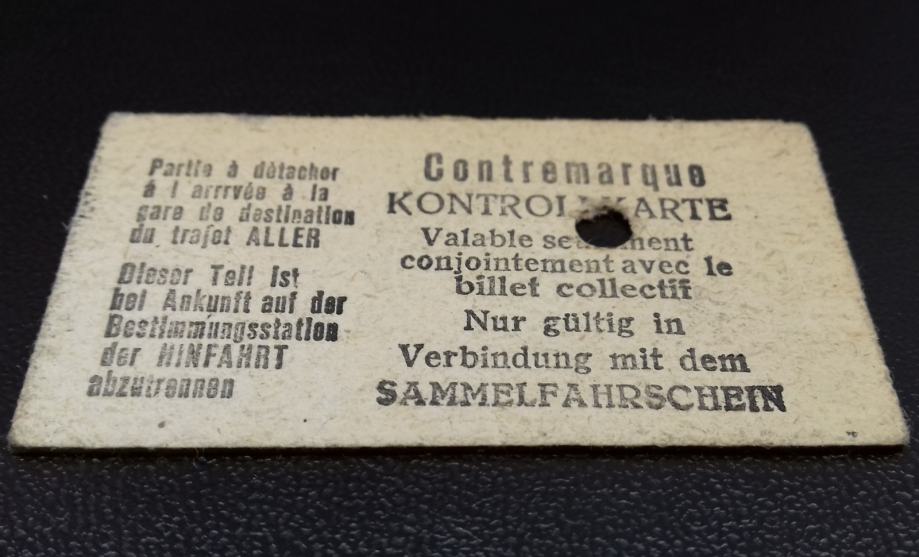 Partie à détacher
à l arrrvée à la
gare de destination
du trajet ALLER
Dieser Teil ist
bei Ankunft auf der
Bestimmungsstation
der HINFAHRT
abzutrennen
Contremarque
KONTROLLKARTE
Valable seulement
conjointement avec le
billet collectif
Nur gültig in
Verbindung mit dem
SAMMELFAHRSCHEIN